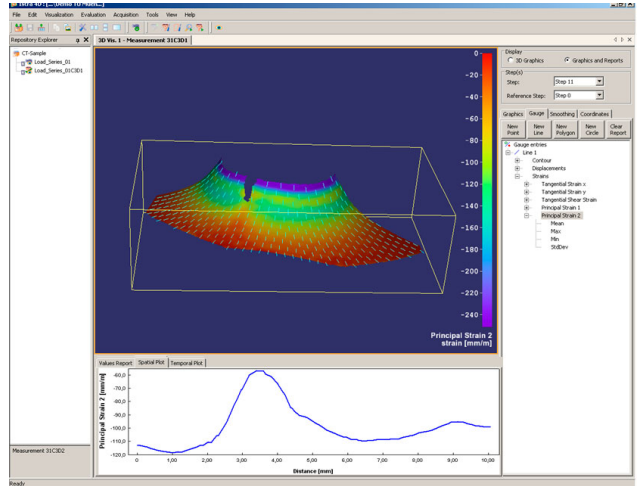 Istra 4D : [...\Demo TU Muen...\]
File Edit Visualization Evaluation Acquisition Tools View Help
Repository Explorer
CT-Sample
Load_Series_01
Load_Series_01C3D1
3D Vis. 1 - Measurement 31C3D1
0
-20
-40
-60
-80
-100
-120
-140
-160
-180
-200
-220
-240
Principal Strain 2
strain [mm/m]
Display
3D Graphics Graphics and Reports
Step(s)
Step: Step 11
Reference Step: Step 0
Graphics Gauge Smoothing Coordinates
New Point New Line New Polygon New Circle Clear Report
Gauge entries
Line 1
Contour
Displacements
Strains
Tangential Strain x
Tangential Strain y
Tangential Shear Strain
Principal Strain 1
Principal Strain 2
Mean
Max
Min
StdDev
Values Report Spatial Plot Temporal Plot
Principal Strain 2 [mm/m]
-60,0
-70,0
-80,0
-90,0
-100,0
-110,0
-120,0
0 1,00 2,00 3,00 4,00 5,00 6,00 7,00 8,00 9,00 10,00
Distance [mm]
Measurement 31C3D2
Ready